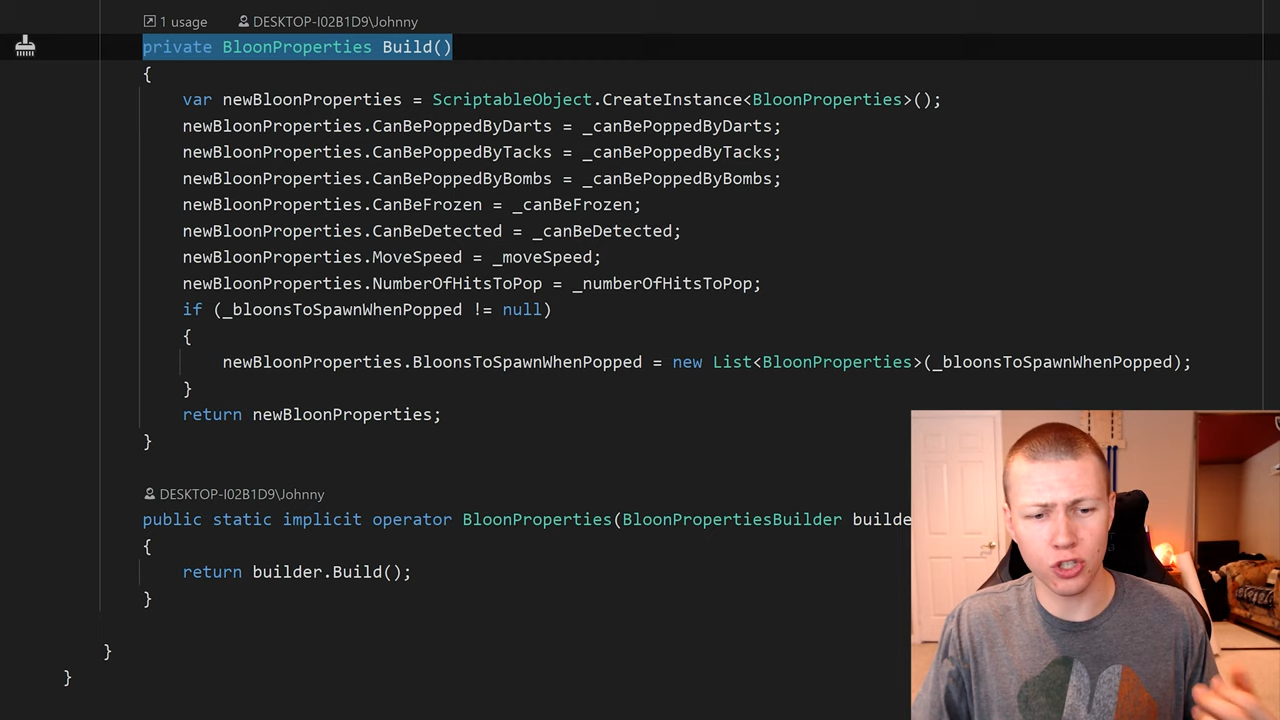 1 usage DESKTOP-I02B1D9\Johnny
private BloonProperties Build()
{
var newBloonProperties = ScriptableObject.CreateInstance<BloonProperties>();
newBloonProperties.CanBePoppedByDarts = _canBePoppedByDarts;
newBloonProperties.CanBePoppedByTacks = _canBePoppedByTacks;
newBloonProperties.CanBePoppedByBombs = _canBePoppedByBombs;
newBloonProperties.CanBeFrozen = _canBeFrozen;
newBloonProperties.CanBeDetected = _canBeDetected;
newBloonProperties.MoveSpeed = _moveSpeed;
newBloonProperties.NumberOfHitsToPop = _numberOfHitsToPop;
if (_bloonsToSpawnWhenPopped != null)
{
newBloonProperties.BloonsToSpawnWhenPopped = new List<BloonProperties>(_bloonsToSpawnWhenPopped);
}
return newBloonProperties;
}
DESKTOP-I02B1D9\Johnny
public static implicit operator BloonProperties(BloonPropertiesBuilder builde
{
return builder.Build();
}
}
}